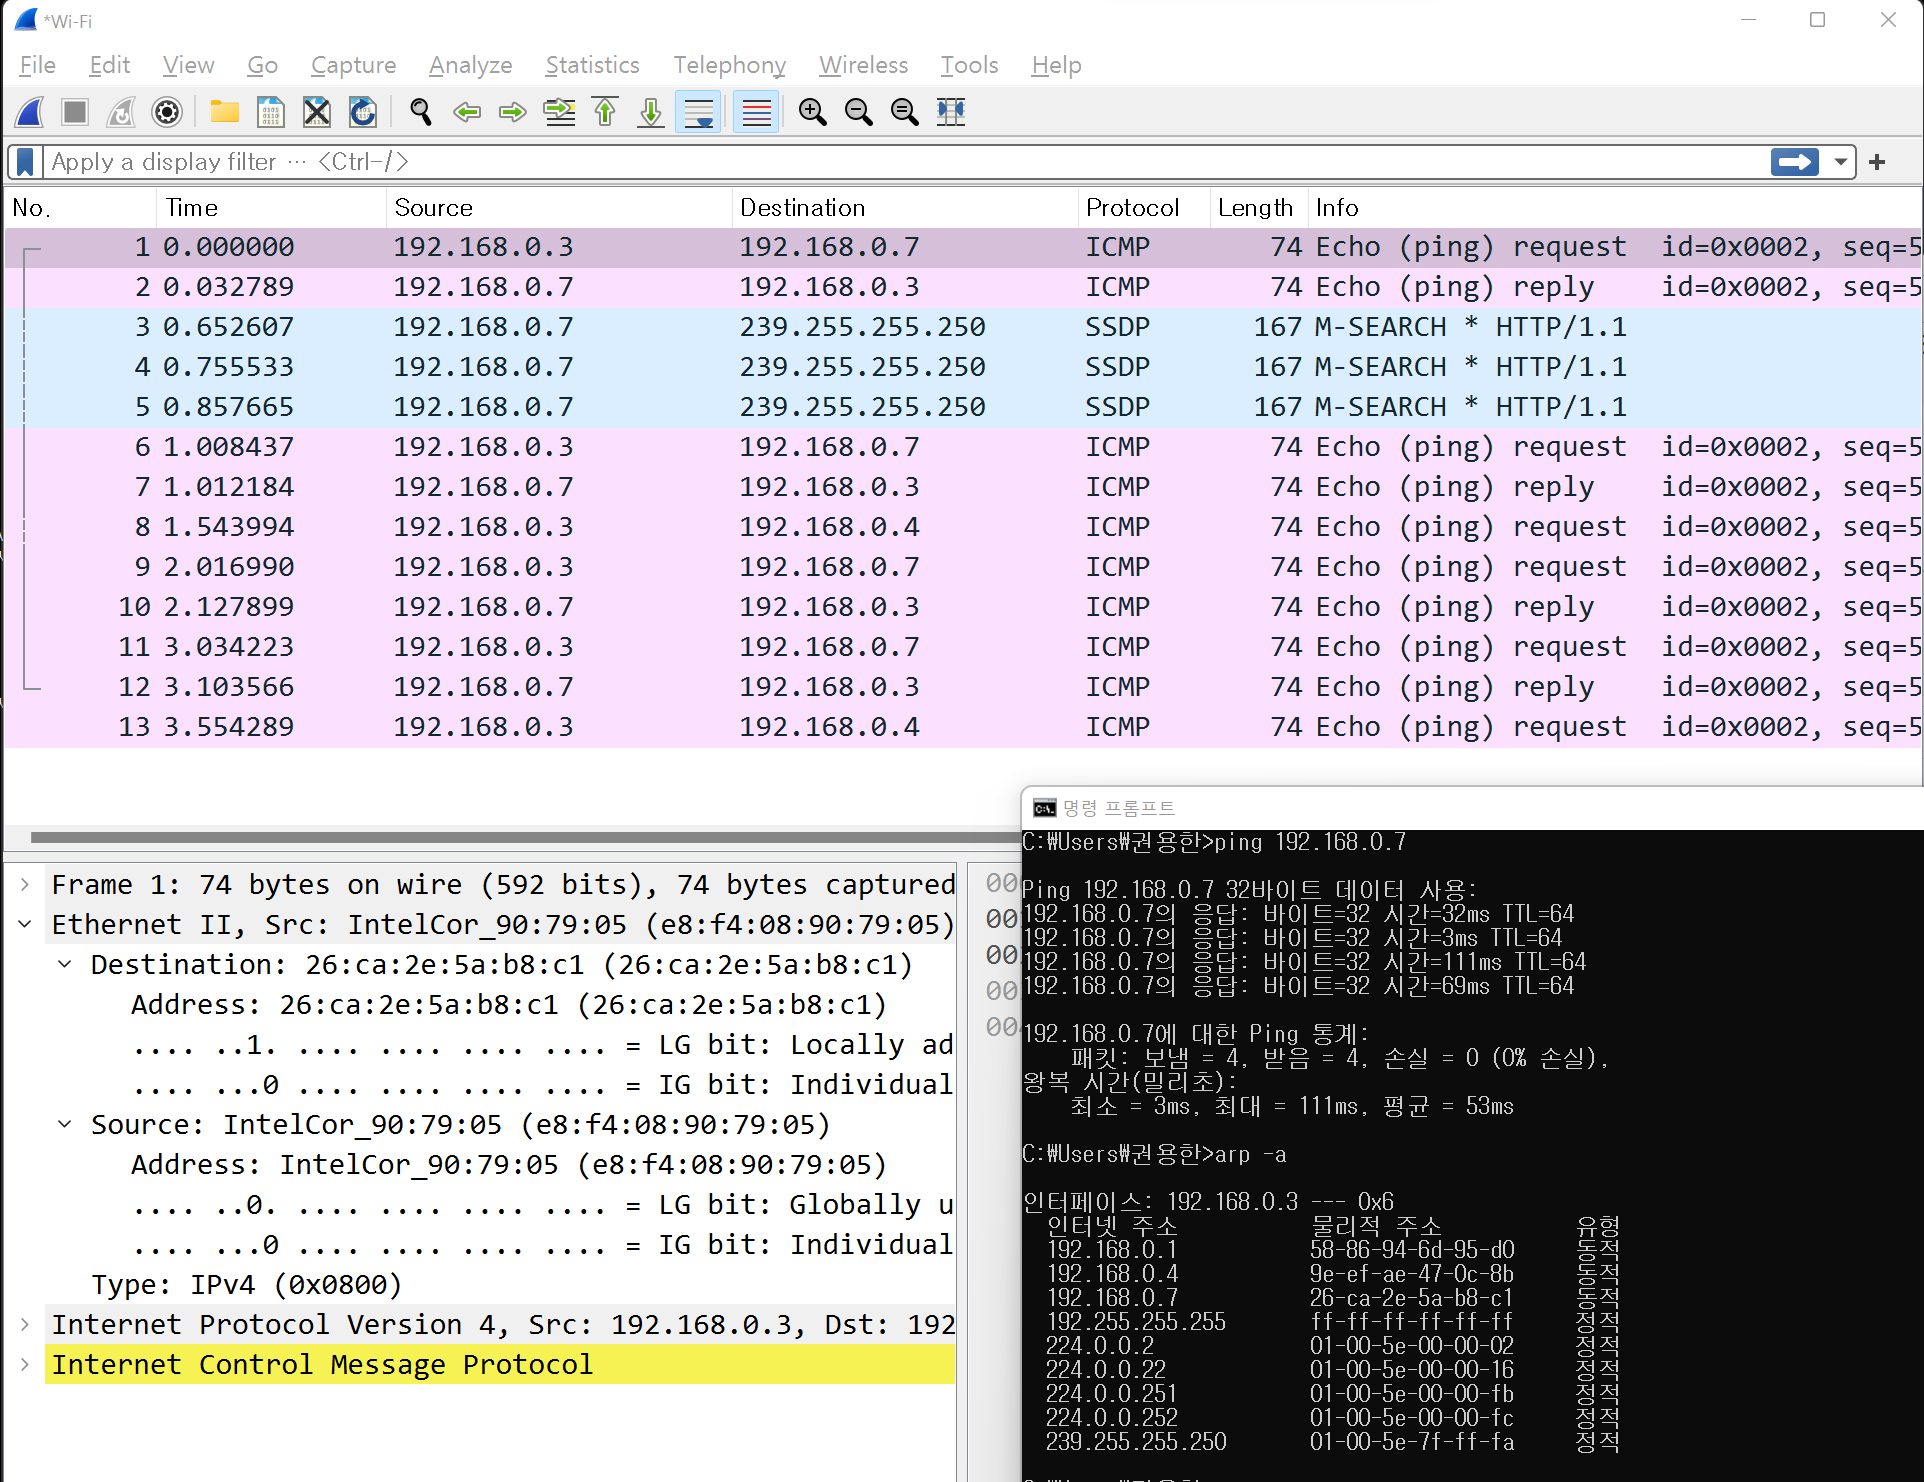 *Wi-Fi
File Edit View Go Capture Analyze Statistics Telephony Wireless Tools Help
Apply a display filter ··· <Ctrl-/>
No. Time Source Destination Protocol Length Info
1 0.000000 192.168.0.3 192.168.0.7 ICMP 74 Echo (ping) request id=0x0002, seq=5
2 0.032789 192.168.0.7 192.168.0.3 ICMP 74 Echo (ping) reply id=0x0002, seq=5
3 0.652607 192.168.0.7 239.255.255.250 SSDP 167 M-SEARCH * HTTP/1.1
4 0.755533 192.168.0.7 239.255.255.250 SSDP 167 M-SEARCH * HTTP/1.1
5 0.857665 192.168.0.7 239.255.255.250 SSDP 167 M-SEARCH * HTTP/1.1
6 1.008437 192.168.0.3 192.168.0.7 ICMP 74 Echo (ping) request id=0x0002, seq=5
7 1.012184 192.168.0.7 192.168.0.3 ICMP 74 Echo (ping) reply id=0x0002, seq=5
8 1.543994 192.168.0.3 192.168.0.4 ICMP 74 Echo (ping) request id=0x0002, seq=5
9 2.016990 192.168.0.3 192.168.0.7 ICMP 74 Echo (ping) request id=0x0002, seq=5
10 2.127899 192.168.0.7 192.168.0.3 ICMP 74 Echo (ping) reply id=0x0002, seq=5
11 3.034223 192.168.0.3 192.168.0.7 ICMP 74 Echo (ping) request id=0x0002, seq=5
12 3.103566 192.168.0.7 192.168.0.3 ICMP 74 Echo (ping) reply id=0x0002, seq=5
13 3.554289 192.168.0.3 192.168.0.4 ICMP 74 Echo (ping) request id=0x0002, seq=5
Frame 1: 74 bytes on wire (592 bits), 74 bytes captured
Ethernet II, Src: IntelCor_90:79:05 (e8:f4:08:90:79:05)
Destination: 26:ca:2e:5a:b8:c1 (26:ca:2e:5a:b8:c1)
Address: 26:ca:2e:5a:b8:c1 (26:ca:2e:5a:b8:c1)
.... ..1. .... .... .... .... = LG bit: Locally ad
.... ...0 .... .... .... .... = IG bit: Individual
Source: IntelCor_90:79:05 (e8:f4:08:90:79:05)
Address: IntelCor_90:79:05 (e8:f4:08:90:79:05)
.... ..0. .... .... .... .... = LG bit: Globally u
.... ...0 .... .... .... .... = IG bit: Individual
Type: IPv4 (0x0800)
Internet Protocol Version 4, Src: 192.168.0.3, Dst: 192
Internet Control Message Protocol
00
00
00
00
00
명령 프롬프트
C:₩Users₩권용한>ping 192.168.0.7
Ping 192.168.0.7 32바이트 데이터 사용:
192.168.0.7의 응답: 바이트=32 시간=32ms TTL=64
192.168.0.7의 응답: 바이트=32 시간=3ms TTL=64
192.168.0.7의 응답: 바이트=32 시간=111ms TTL=64
192.168.0.7의 응답: 바이트=32 시간=69ms TTL=64
192.168.0.7에 대한 Ping 통계:
패킷: 보냄 = 4, 받음 = 4, 손실 = 0 (0% 손실),
왕복 시간(밀리초):
최소 = 3ms, 최대 = 111ms, 평균 = 53ms
C:₩Users₩권용한>arp -a
인터페이스: 192.168.0.3 --- 0x6
인터넷 주소 물리적 주소 유형
192.168.0.1 58-86-94-6d-95-d0 동적
192.168.0.4 9e-ef-ae-47-0c-8b 동적
192.168.0.7 26-ca-2e-5a-b8-c1 동적
192.255.255.255 ff-ff-ff-ff-ff-ff 정적
224.0.0.2 01-00-5e-00-00-02 정적
224.0.0.22 01-00-5e-00-00-16 정적
224.0.0.251 01-00-5e-00-00-fb 정적
224.0.0.252 01-00-5e-00-00-fc 정적
239.255.255.250 01-00-5e-7f-ff-fa 정적